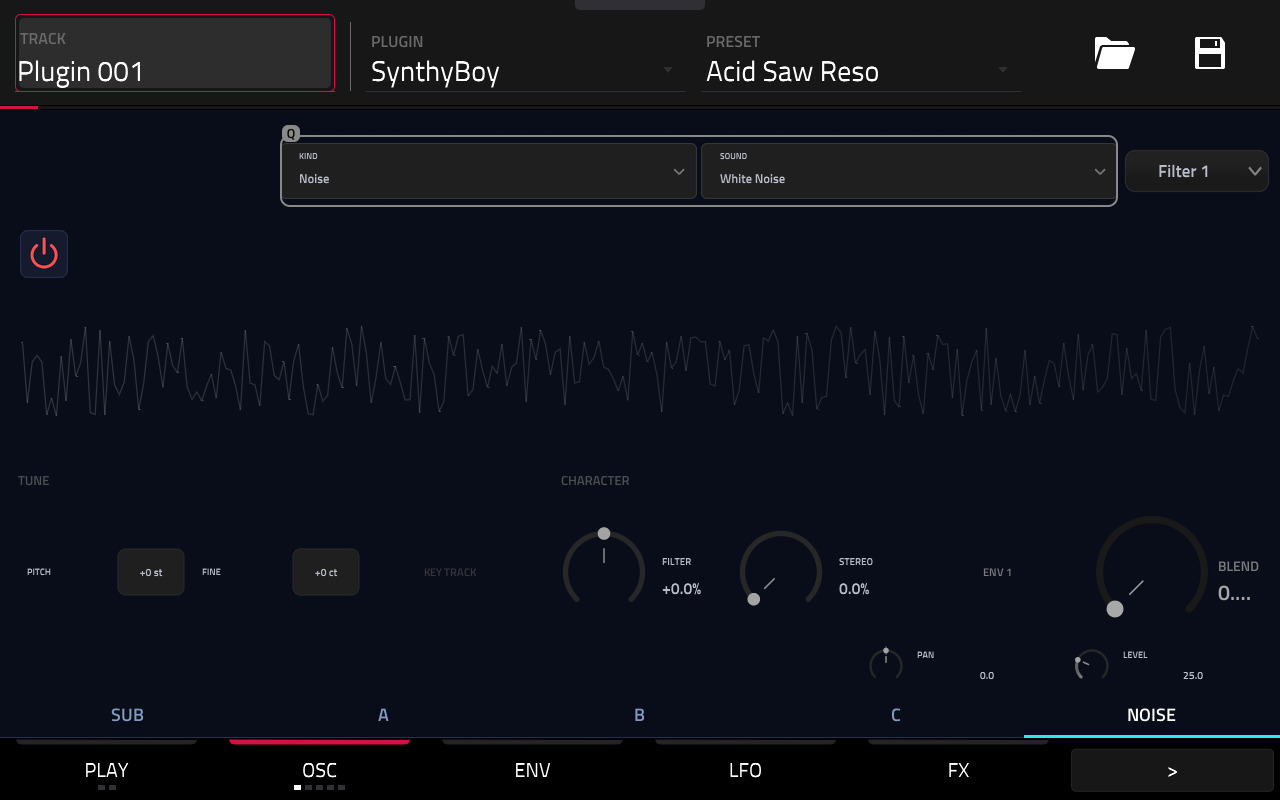 TRACK
Plugin 001
PLUGIN
SynthyBoy
PRESET
Acid Saw Reso
Q
KIND
Noise
SOUND
White Noise
Filter 1
TUNE
CHARACTER
PITCH
+0 st
FINE
+0 ct
KEY TRACK
FILTER
+0.0%
STEREO
0.0%
ENV 1
BLEND
0....
PAN
0.0
LEVEL
25.0
SUB
A
B
C
NOISE
PLAY
OSC
ENV
LFO
FX
>